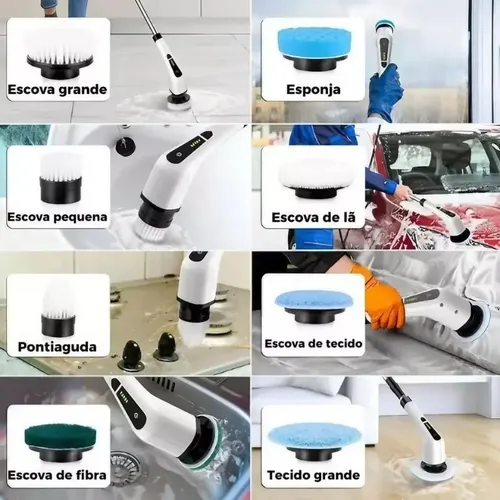 Escova grande
Esponja
Escova pequena
Escova de lã
Pontiaguda
Escova de tecido
Escova de fibra
Tecido grande